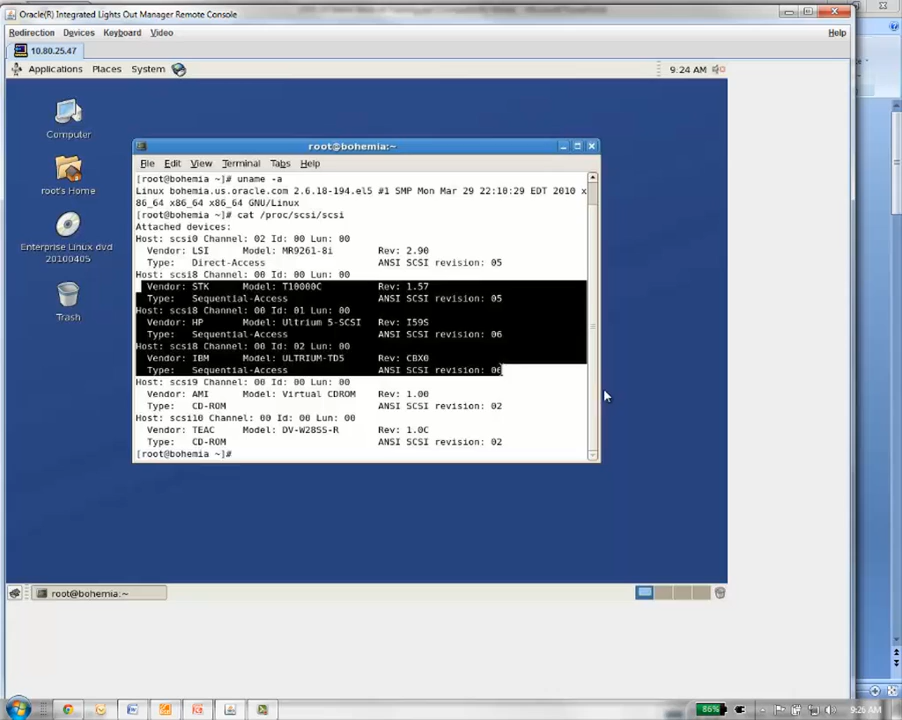 Oracle(R) Integrated Lights Out Manager Remote Console
Redirection Devices Keyboard Video Help
10.80.25.47
Applications Places System 9:24 AM
Computer
root's Home
Enterprise Linux dvd
20100405
Trash
root@bohemia:~
File Edit View Terminal Tabs Help
[root@bohemia ~]# uname -a
Linux bohemia.us.oracle.com 2.6.18-194.el5 #1 SMP Mon Mar 29 22:10:29 EDT 2010 x
86_64 x86_64 x86_64 GNU/Linux
[root@bohemia ~]# cat /proc/scsi/scsi
Attached devices:
Host: scsi0 Channel: 02 Id: 00 Lun: 00
Vendor: LSI Model: MR9261-8i Rev: 2.90
Type: Direct-Access ANSI SCSI revision: 05
Host: scsi8 Channel: 00 Id: 00 Lun: 00
Vendor: STK Model: T10000C Rev: 1.57
Type: Sequential-Access ANSI SCSI revision: 05
Host: scsi8 Channel: 00 Id: 01 Lun: 00
Vendor: HP Model: Ultrium 5-SCSI Rev: I59S
Type: Sequential-Access ANSI SCSI revision: 06
Host: scsi8 Channel: 00 Id: 02 Lun: 00
Vendor: IBM Model: ULTRIUM-TD5 Rev: CBX0
Type: Sequential-Access ANSI SCSI revision: 06
Host: scsi9 Channel: 00 Id: 00 Lun: 00
Vendor: AMI Model: Virtual CDROM Rev: 1.00
Type: CD-ROM ANSI SCSI revision: 02
Host: scsi10 Channel: 00 Id: 00 Lun: 00
Vendor: TEAC Model: DV-W28SS-R Rev: 1.0C
Type: CD-ROM ANSI SCSI revision: 02
[root@bohemia ~]#
root@bohemia:~
86% 9:26 AM